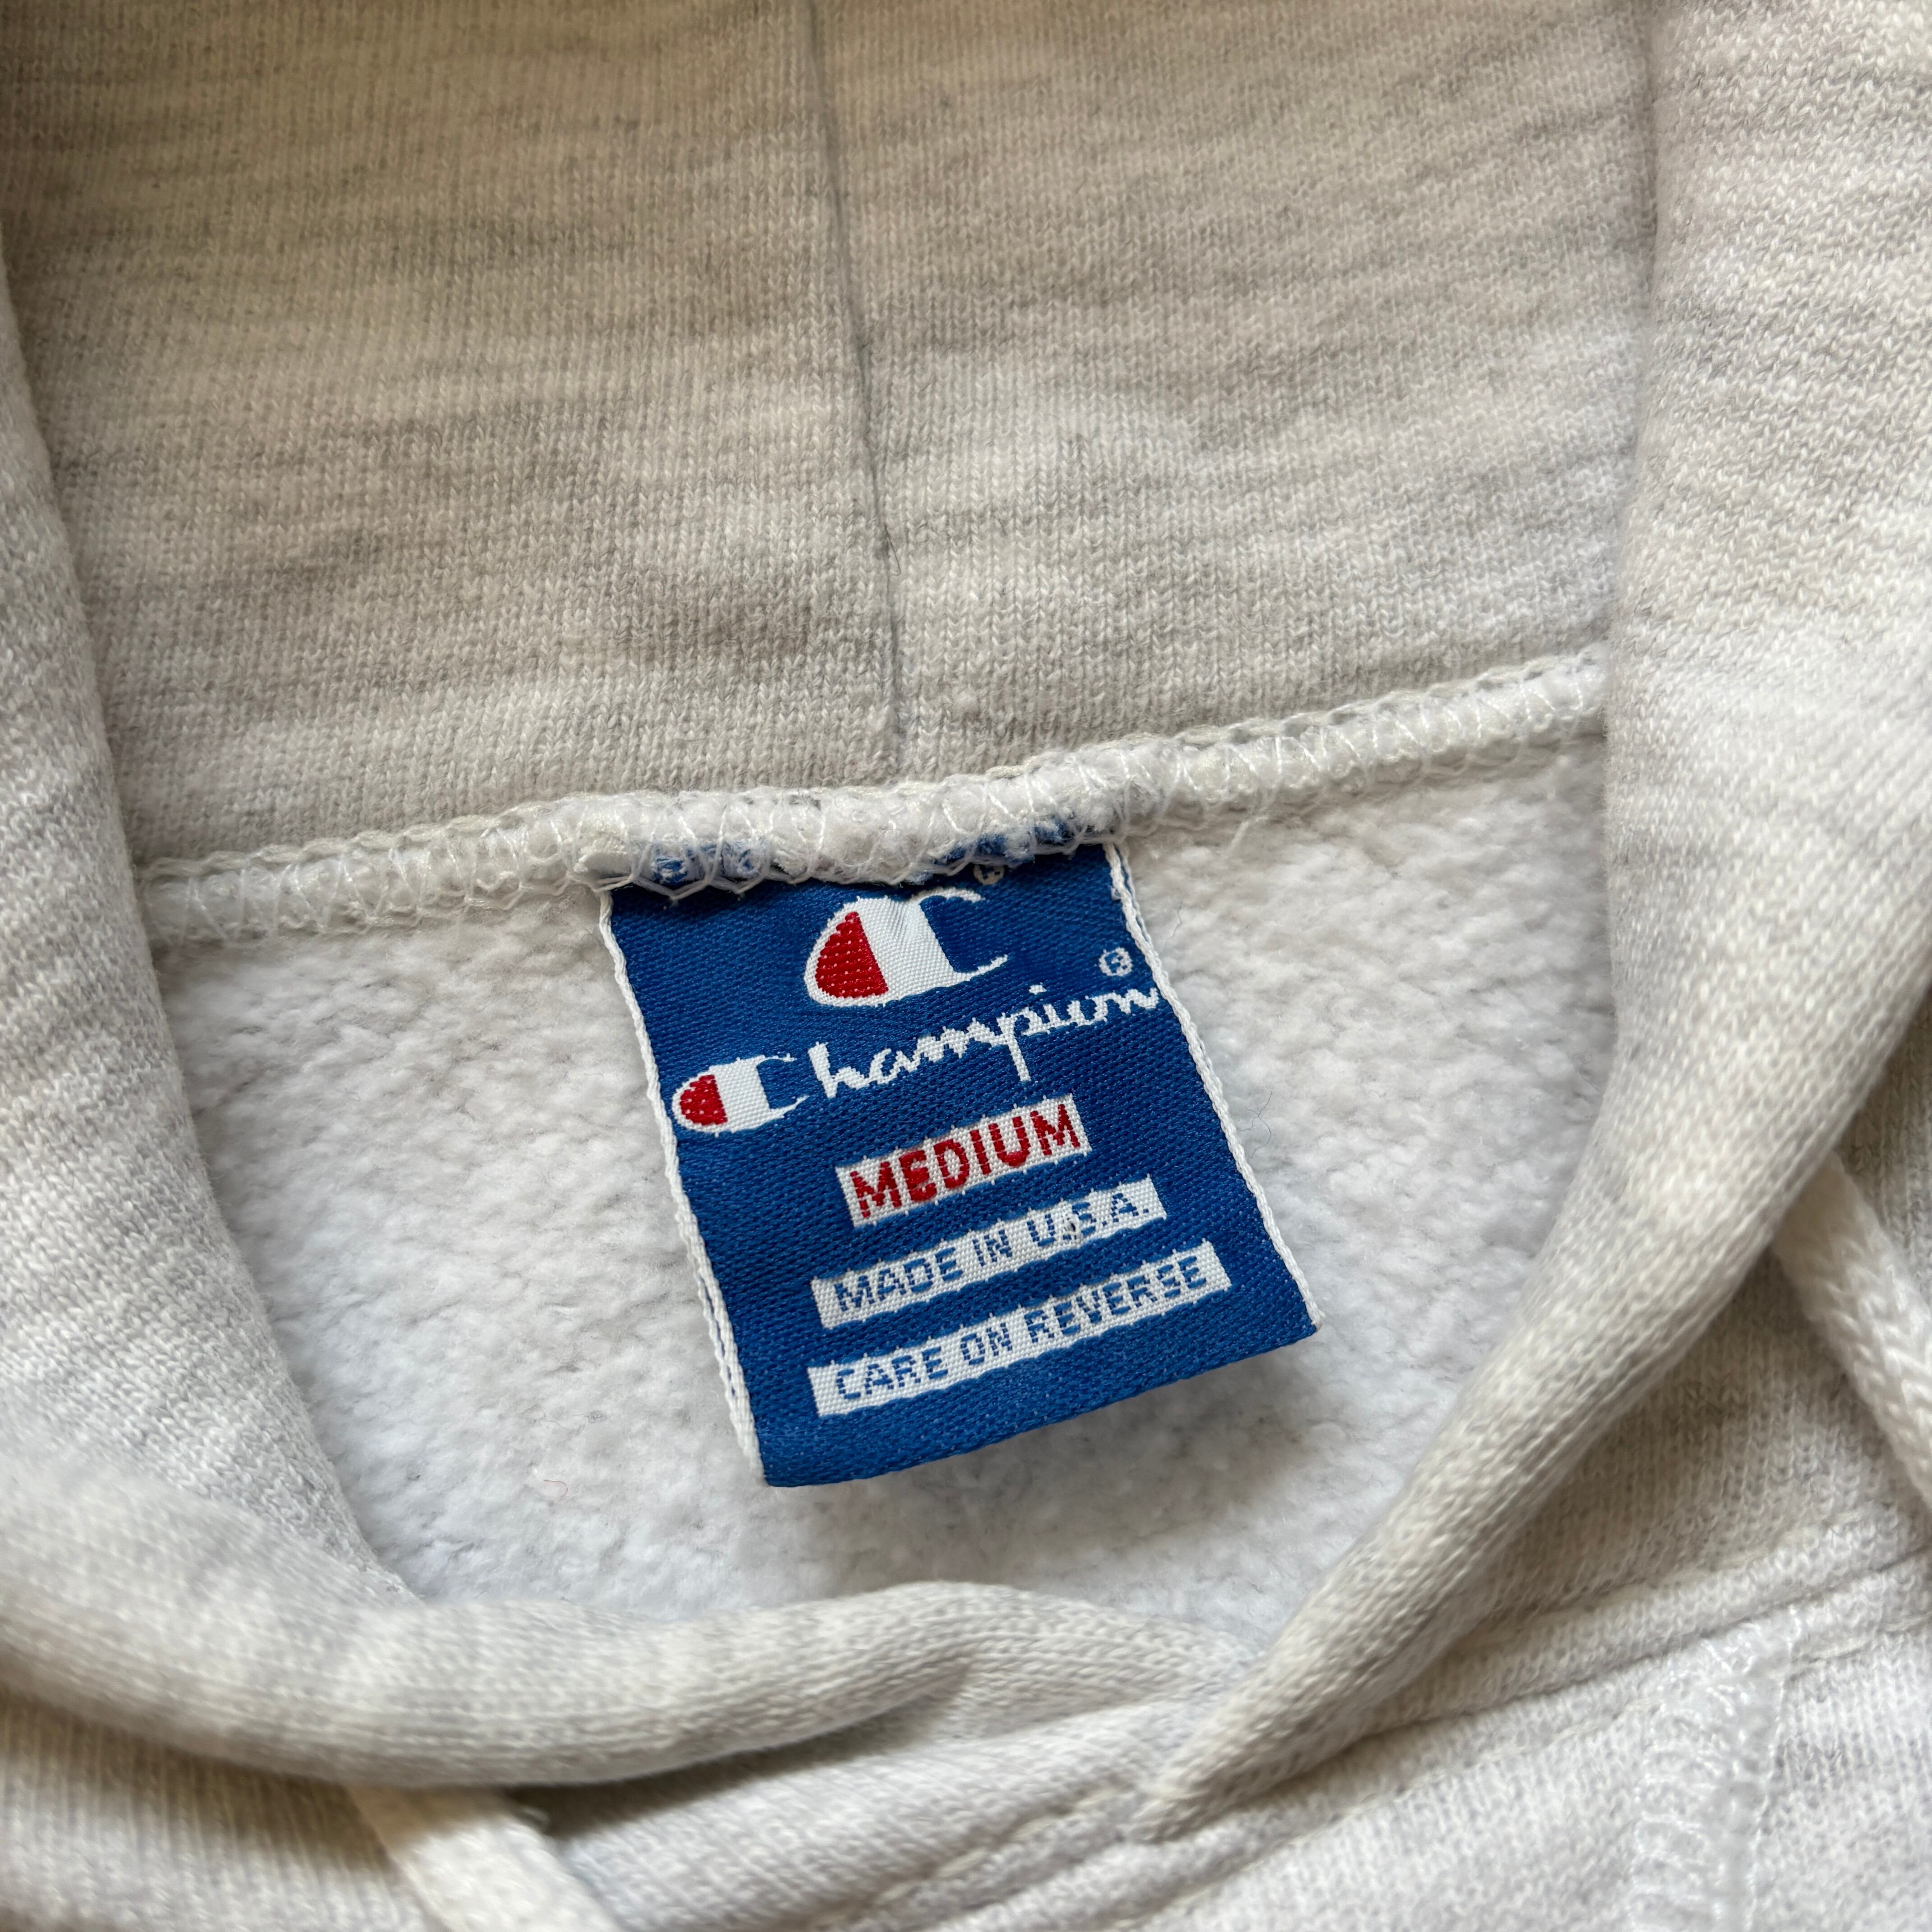 ®
Champion®
MEDIUM
MADE IN U.S.A.
CARE ON REVERSE